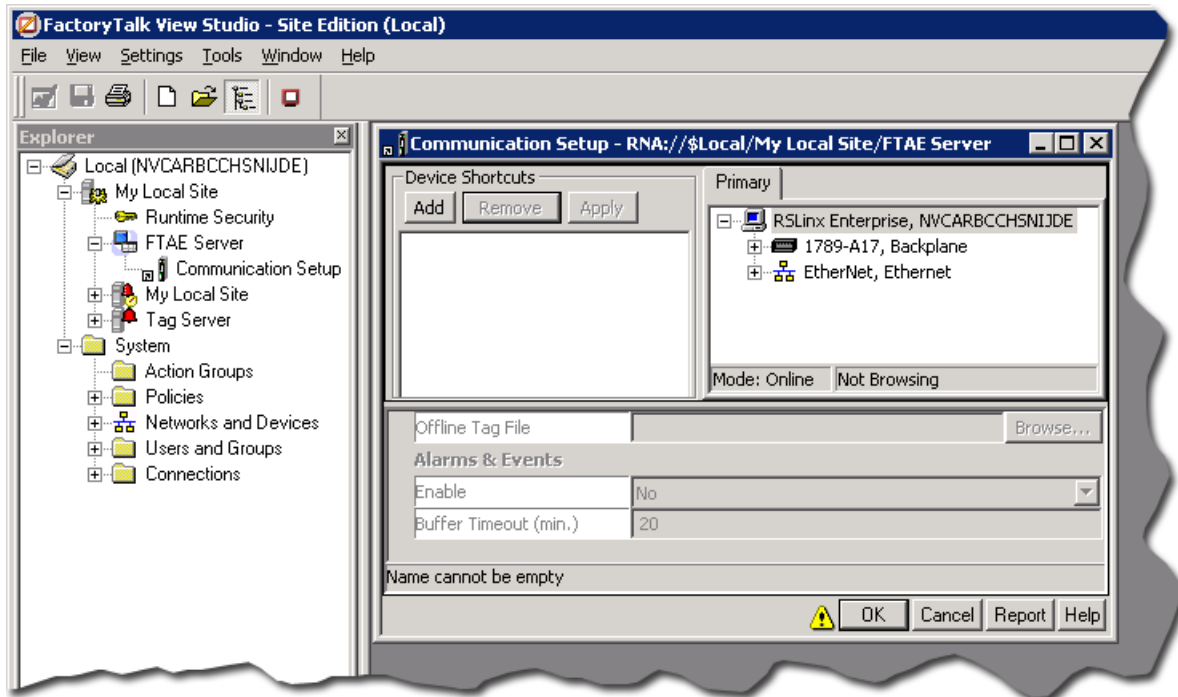 FactoryTalk View Studio - Site Edition (Local)
File View Settings Tools Window Help
Explorer
Local (NVCARBCCHSNIJDE)
My Local Site
Runtime Security
FTAE Server
Communication Setup
My Local Site
Tag Server
System
Action Groups
Policies
Networks and Devices
Users and Groups
Connections
Communication Setup - RNA://$Local/My Local Site/FTAE Server
Device Shortcuts
Add Remove Apply
Primary
RSLinx Enterprise, NVCARBCCHSNIJDE
1789-A17, Backplane
EtherNet, Ethernet
Mode: Online Not Browsing
Offline Tag File Browse...
Alarms & Events
Enable No
Buffer Timeout (min.) 20
Name cannot be empty
OK Cancel Report Help